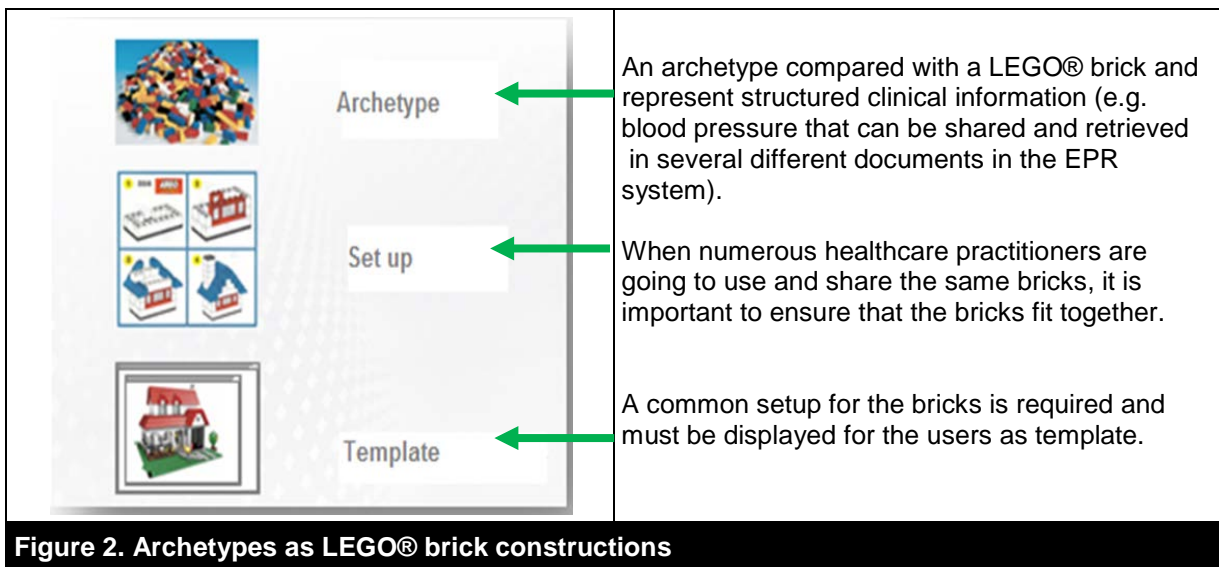 Archetype
An archetype compared with a LEGO® brick and
represent structured clinical information (e.g.
blood pressure that can be shared and retrieved
in several different documents in the EPR
system).
Set up
When numerous healthcare practitioners are
going to use and share the same bricks, it is
important to ensure that the bricks fit together.
Template
A common setup for the bricks is required and
must be displayed for the users as template.
Figure 2. Archetypes as LEGO® brick constructions